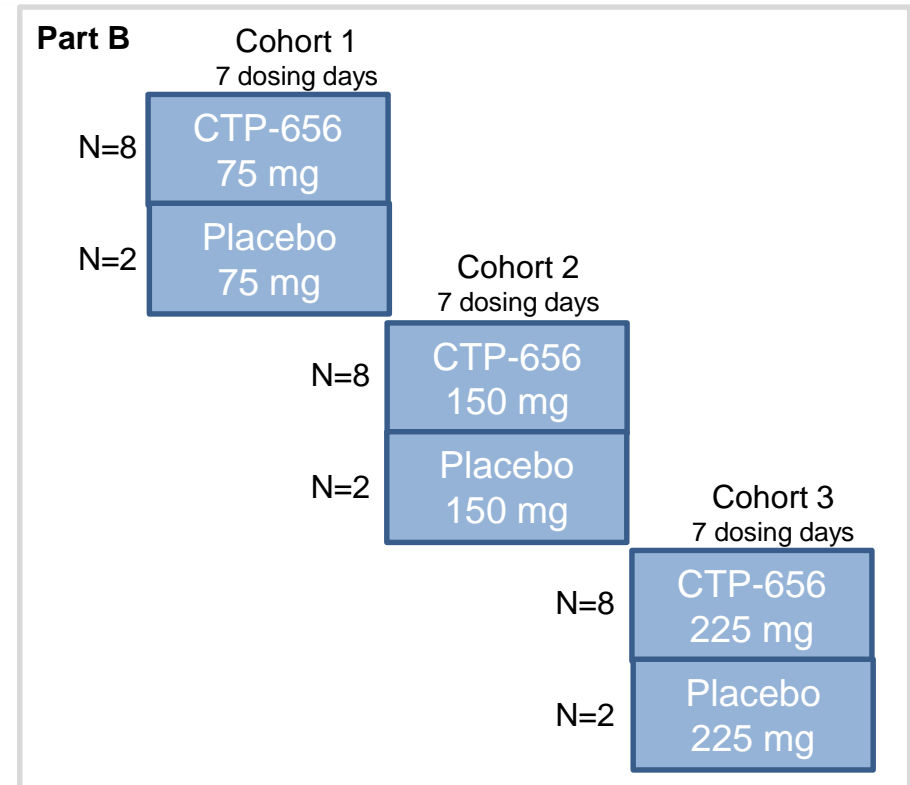 Part B
Cohort 1
7 dosing days
N=8
CTP-656
75 mg
N=2
Placebo
75 mg
Cohort 2
7 dosing days
N=8
CTP-656
150 mg
N=2
Placebo
150 mg
Cohort 3
7 dosing days
N=8
CTP-656
225 mg
N=2
Placebo
225 mg